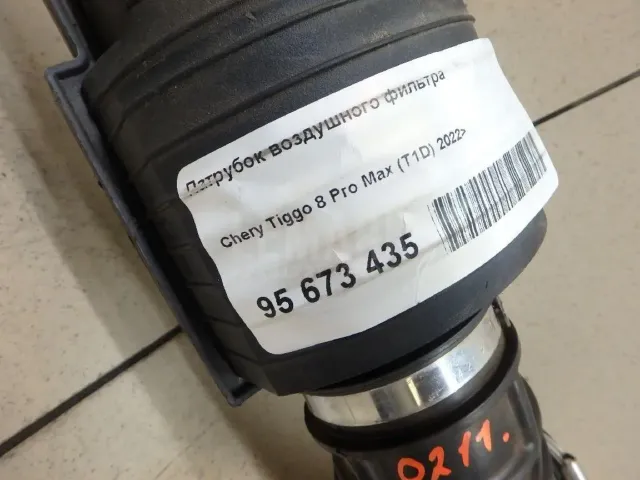 Патрубок воздушного фильтра
Chery Tiggo 8 Pro Max (T1D) 2022>
95 673 435
0211.